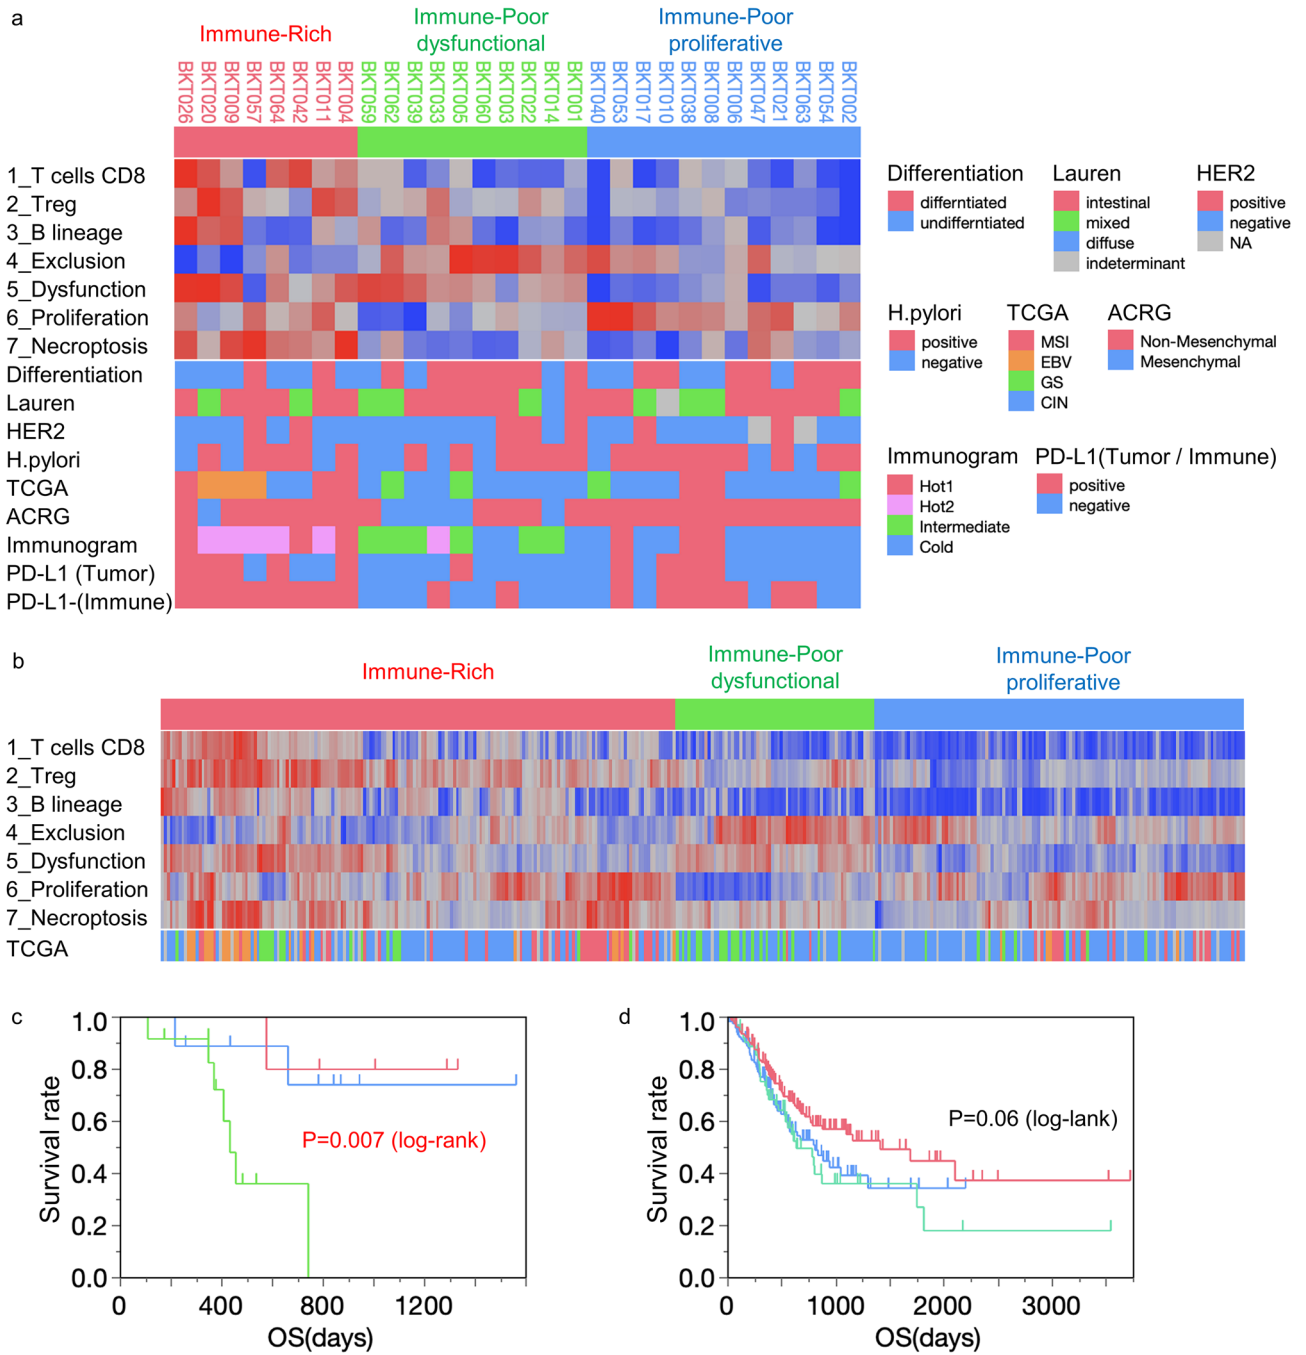 a
Immune-Rich
Immune-Poor
dysfunctional
Immune-Poor
proliferative
BKT026
BKT020
BKT009
BKT057
BKT064
BKT042
BKT011
BKT004
BKT059
BKT062
BKT039
BKT033
BKT005
BKT060
BKT003
BKT022
BKT014
BKT001
BKT040
BKT053
BKT017
BKT010
BKT038
BKT008
BKT006
BKT047
BKT021
BKT063
BKT054
BKT002
1_T cells CD8
2_Treg
3_B lineage
4_Exclusion
5_Dysfunction
6_Proliferation
7_Necroptosis
Differentiation
Lauren
HER2
H.pylori
TCGA
ACRG
Immunogram
PD-L1 (Tumor)
PD-L1-(Immune)
Differentiation
differntiated
undifferntiated
Lauren
intestinal
mixed
diffuse
indeterminant
HER2
positive
negative
NA
H.pylori
positive
negative
TCGA
MSI
EBV
GS
CIN
ACRG
Non-Mesenchymal
Mesenchymal
Immunogram
Hot1
Hot2
Intermediate
Cold
PD-L1(Tumor / Immune)
positive
negative
b
Immune-Rich
Immune-Poor
dysfunctional
Immune-Poor
proliferative
1_T cells CD8
2_Treg
3_B lineage
4_Exclusion
5_Dysfunction
6_Proliferation
7_Necroptosis
TCGA
c
Survival rate
1.0
0.8
0.6
0.4
0.2
0.0
P=0.007 (log-rank)
0
400
800
1200
OS(days)
d
Survival rate
1.0
0.8
0.6
0.4
0.2
0.0
P=0.06 (log-lank)
0
1000
2000
3000
OS(days)